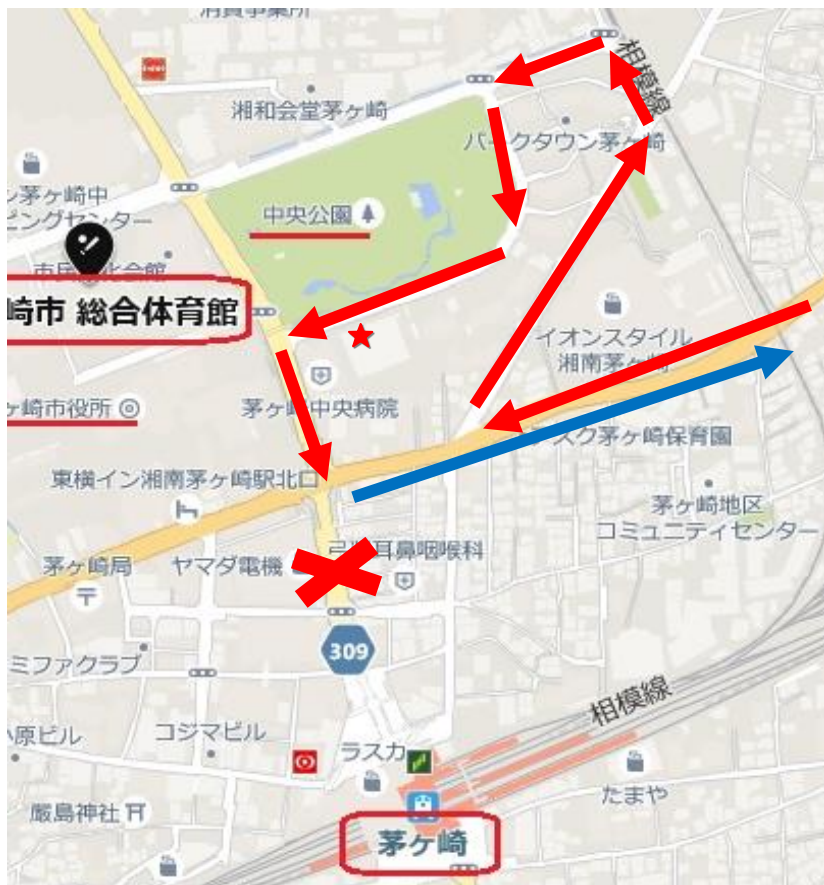 消費事業所
相模線
湘和会堂茅ヶ崎
パークタウン茅ヶ崎
ン茅ヶ崎中
ピングセンター
中央公園
崎市 総合体育館
イオンスタイル
湘南茅ヶ崎
ヶ崎市役所
茅ヶ崎中央病院
アスク茅ヶ崎保育園
東横イン湘南茅ヶ崎駅北口
茅ヶ崎地区
コミュニティセンター
茅ヶ崎局
ヤマダ電機
耳鼻咽喉科
309
ミファクラブ
相模線
原ビル
コジマビル
ラスカ
たまや
厳島神社
茅ヶ崎